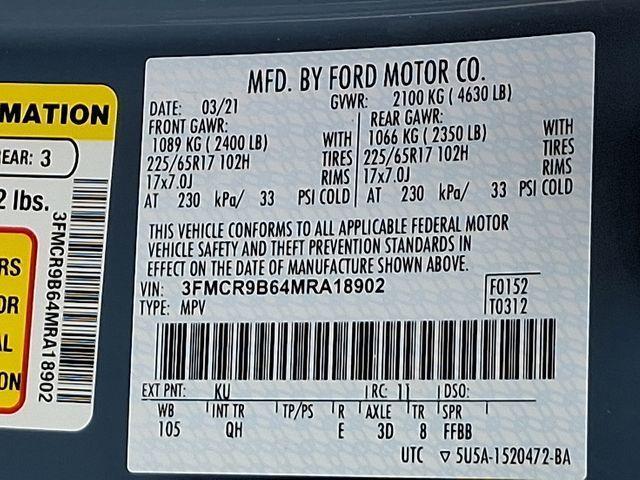 MATION
EAR: 3
2 lbs.
RS
OR
AL
ON
3FMCR9B64MRA18902
MFD. BY FORD MOTOR CO.
DATE: 03/21 GVWR: 2100 KG ( 4630 LB)
FRONT GAWR: REAR GAWR:
1089 KG ( 2400 LB) WITH 1066 KG ( 2350 LB) WITH
225/65R17 102H TIRES 225/65R17 102H TIRES
17x7.0J RIMS 17x7.0J RIMS
AT 230 kPa/ 33 PSI COLD AT 230 kPa/ 33 PSI COLD
THIS VEHICLE CONFORMS TO ALL APPLICABLE FEDERAL MOTOR
VEHICLE SAFETY AND THEFT PREVENTION STANDARDS IN
EFFECT ON THE DATE OF MANUFACTURE SHOWN ABOVE.
VIN: 3FMCR9B64MRA18902 F0152
TYPE: MPV T0312
EXT PNT: KU RC: 11 DSO:
WB INT TR TP/PS R AXLE TR SPR
105 QH E 3D 8 FFBB
UTC ▽ 5U5A-1520472-BA